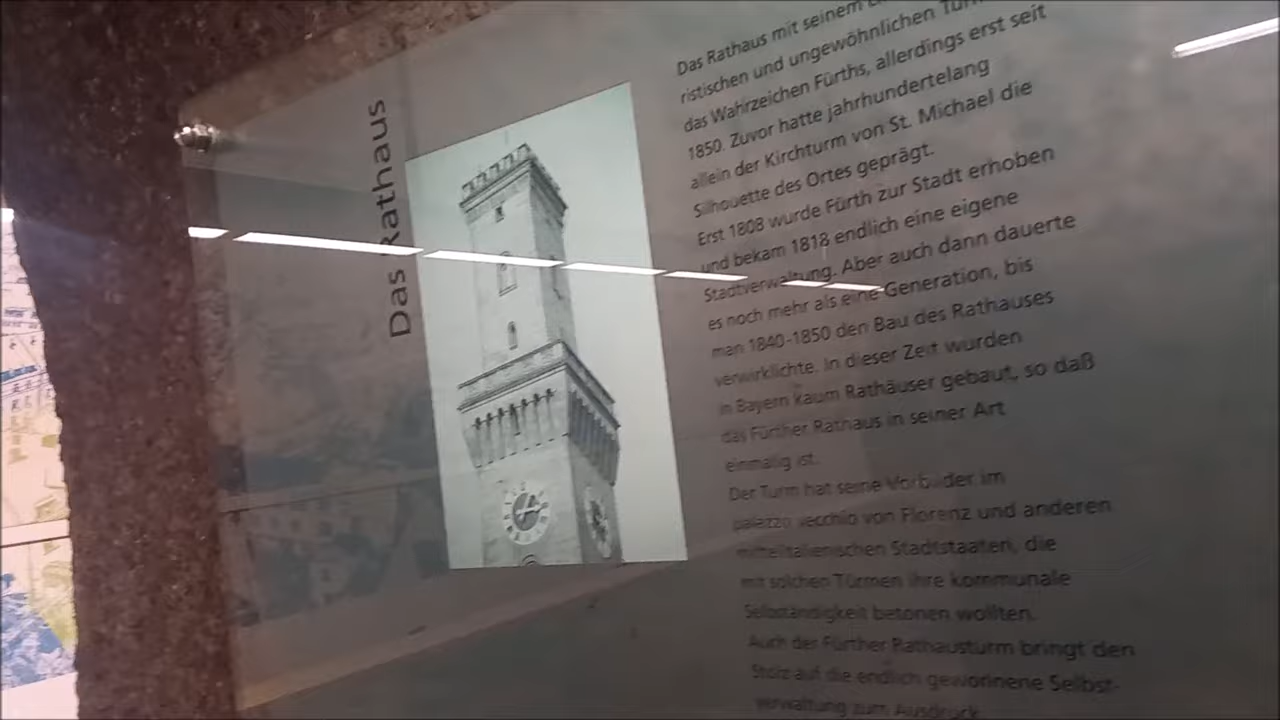 Das Rathaus
Das Rathaus mit seinem
ristischen und ungewöhnlichen
das Wahrzeichen Fürths, allerdings erst seit
1850. Zuvor hatte jahrhundertelang
allein der Kirchturm von St. Michael die
Silhouette des Ortes geprägt.
Erst 1808 wurde Fürth zur Stadt erhoben
und bekam 1818 endlich eine eigene
Stadtverwaltung. Aber auch dann dauerte
es noch mehr als eine Generation, bis
man 1840-1850 den Bau des Rathauses
verwirklichte. In dieser Zeit wurden
in Bayern kaum Rathäuser gebaut, so daß
das Fürther Rathaus in seiner Art
einmalig ist.
Der Turm hat seine Vorbilder im
palazzo vecchio von Florenz und anderen
mittelitalienischen Stadtstaaten, die
mit solchen Türmen ihre kommunale
Selbständigkeit betonen wollten.
Auch der Fürther Rathausturm bringt den
Stolz auf die endlich gewonnene Selbst-
verwaltung zum Ausdruck